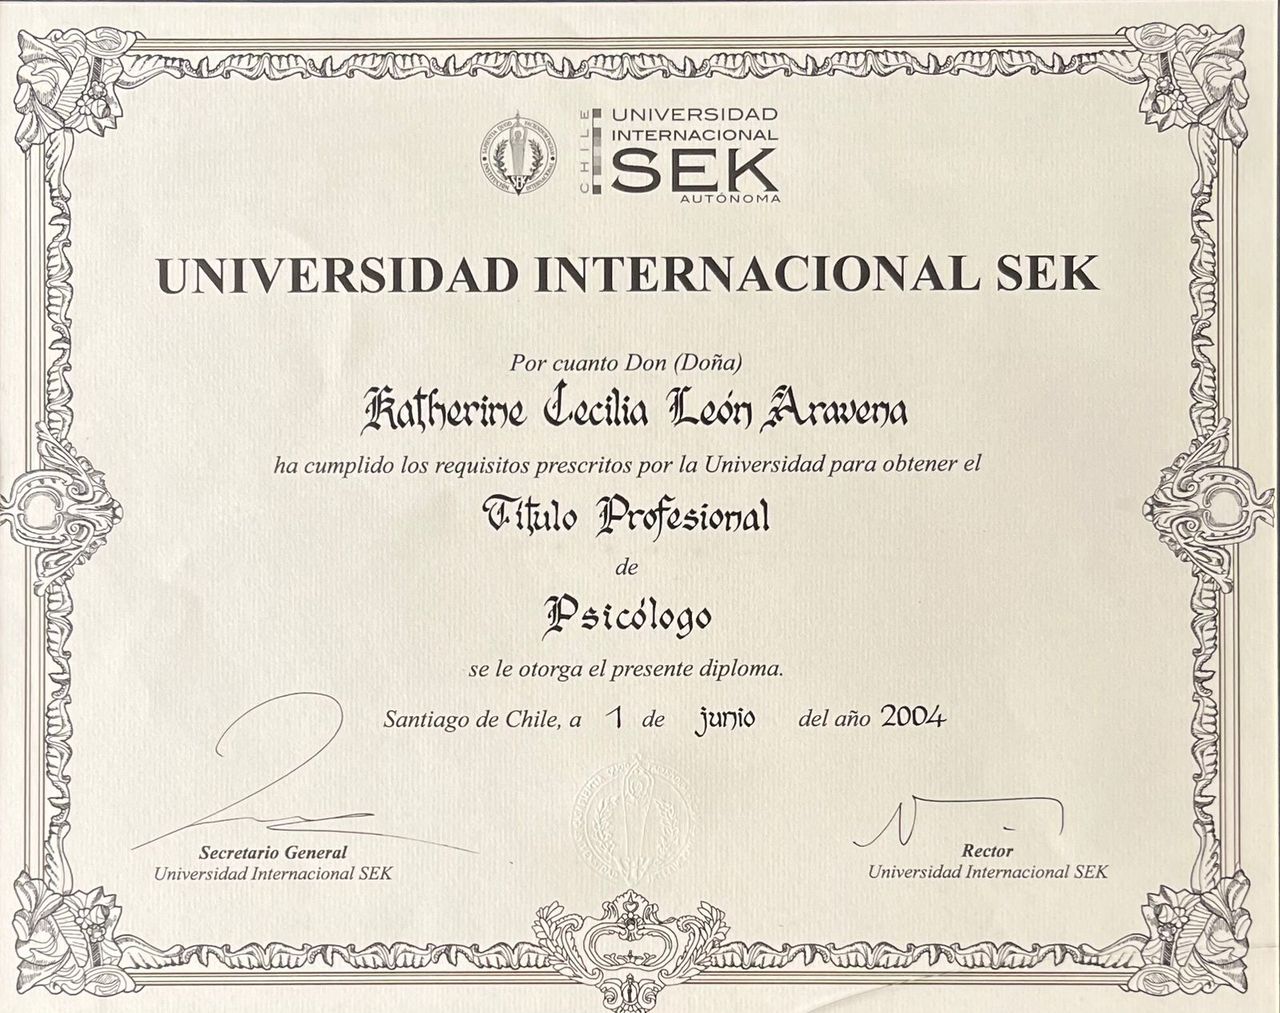 CHILE
UNIVERSIDAD
INTERNACIONAL
SEK
AUTÓNOMA
UNIVERSIDAD INTERNACIONAL SEK
Por cuanto Don (Doña)
Katherine Cecilia León Aravena
ha cumplido los requisitos prescritos por la Universidad para obtener el
Título Profesional
de
Psicólogo
se le otorga el presente diploma.
Santiago de Chile, a 1 de junio del año 2004
Secretario General
Universidad Internacional SEK
Rector
Universidad Internacional SEK